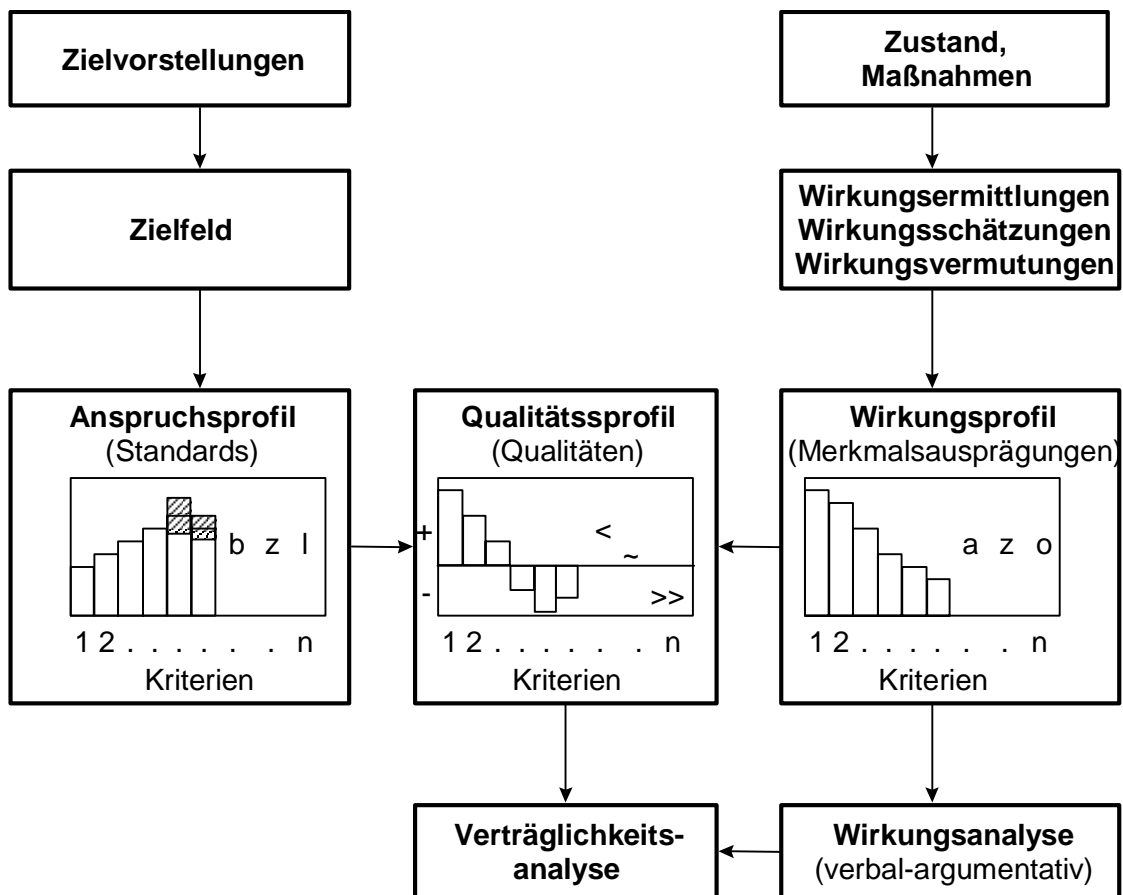 Zielvorstellungen
Zustand,
Maßnahmen
Zielfeld
Wirkungsermittlungen
Wirkungsschätzungen
Wirkungsvermutungen
Anspruchsprofil
(Standards)
b z l
1 2 . . . . . . n
Kriterien
Qualitätssprofil
(Qualitäten)
+
<
~
-
>>
1 2 . . . . . . n
Kriterien
Wirkungsprofil
(Merkmalsausprägungen)
a z o
1 2 . . . . . . n
Kriterien
Verträglichkeits-
analyse
Wirkungsanalyse
(verbal-argumentativ)